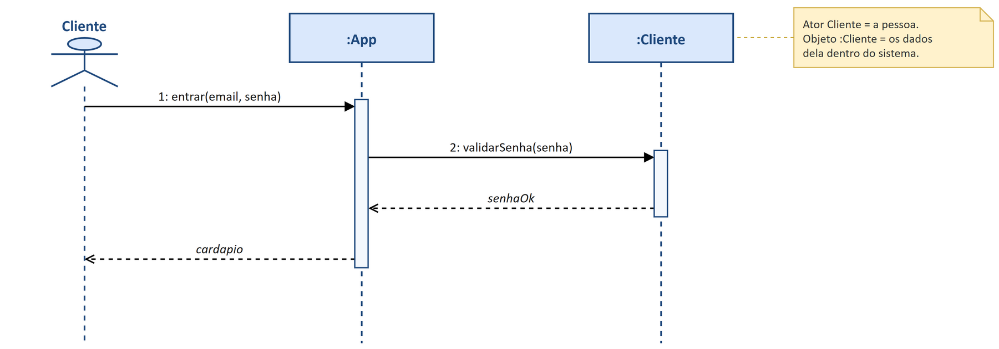 Cliente
:App
:Cliente
Ator Cliente = a pessoa.
Objeto :Cliente = os dados
dela dentro do sistema.
1: entrar(email, senha)
2: validarSenha(senha)
senhaOk
cardapio